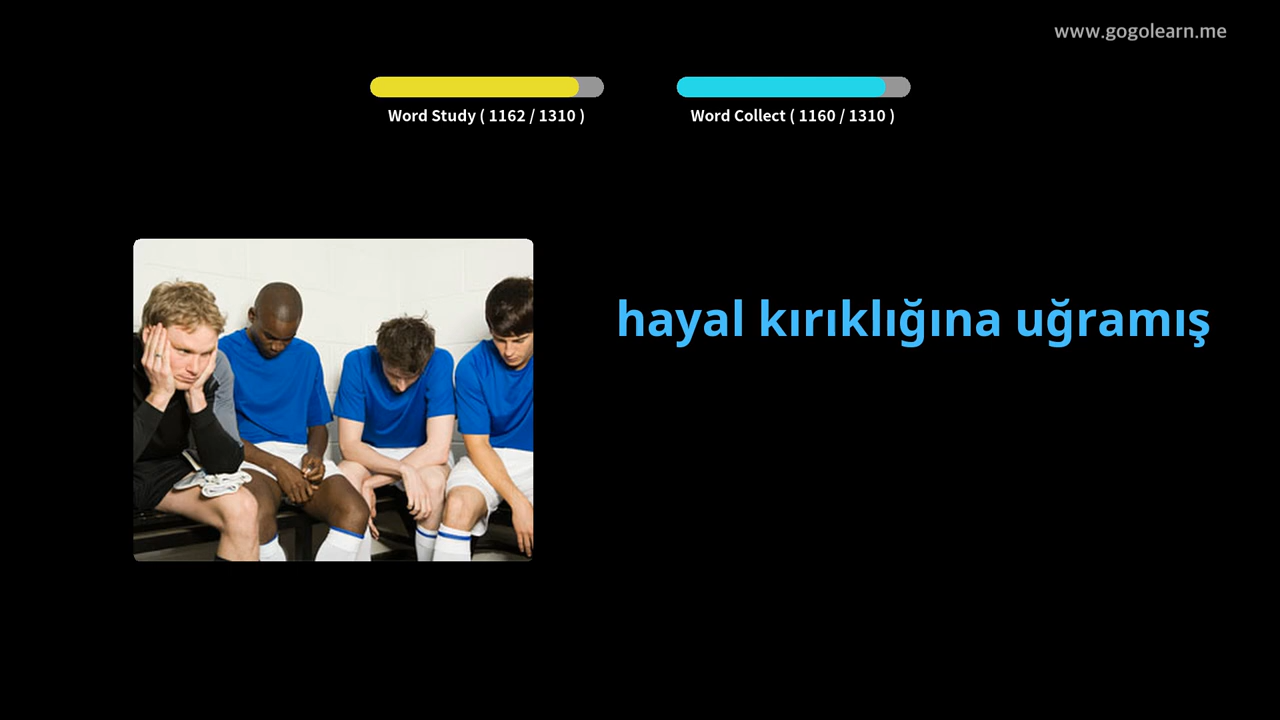 www.gogolearn.me
Word Study ( 1162 / 1310 )
Word Collect ( 1160 / 1310 )
hayal kırıklığına uğramış